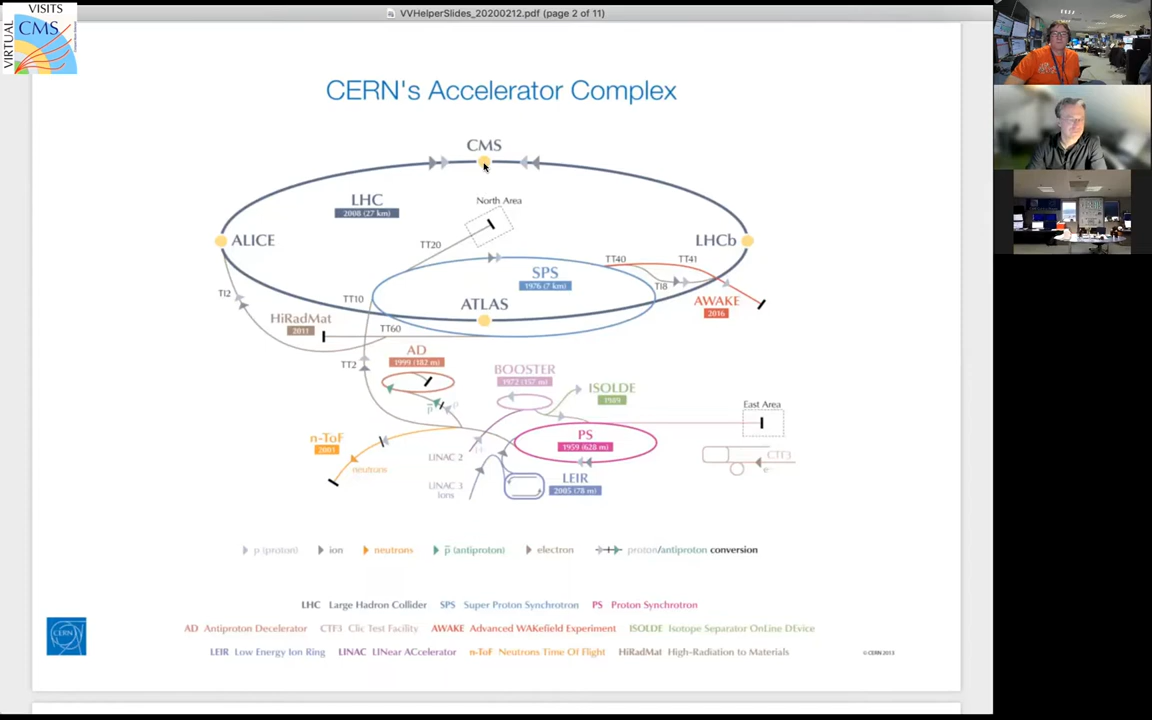 VVHelperSlides_20200212.pdf (page 2 of 11)
VIRTUAL
VISITS
CMS
CERN's Accelerator Complex
CMS
LHC
2008 (27 km)
North Area
ALICE
TT20
LHCb
SPS
1976 (7 km)
TT40
TT41
TI2
TT10
ATLAS
TI8
AWAKE
2016
HiRadMat
2011
TT60
AD
1999 (182 m)
TT2
BOOSTER
1972 (157 m)
ISOLDE
1989
p̄
p
East Area
n-ToF
2001
PS
1959 (628 m)
LINAC 2
neutrons
CTF3
e-
LINAC 3
Ions
LEIR
2005 (78 m)
p (proton) ion neutrons p̄ (antiproton) electron proton/antiproton conversion
LHC Large Hadron Collider SPS Super Proton Synchrotron PS Proton Synchrotron
AD Antiproton Decelerator CTF3 Clic Test Facility AWAKE Advanced WAKefield Experiment ISOLDE Isotope Separator OnLine DEvice
LEIR Low Energy Ion Ring LINAC LINear ACcelerator n-ToF Neutrons Time Of Flight HiRadMat High-Radiation to Materials
CERN
© CERN 2013